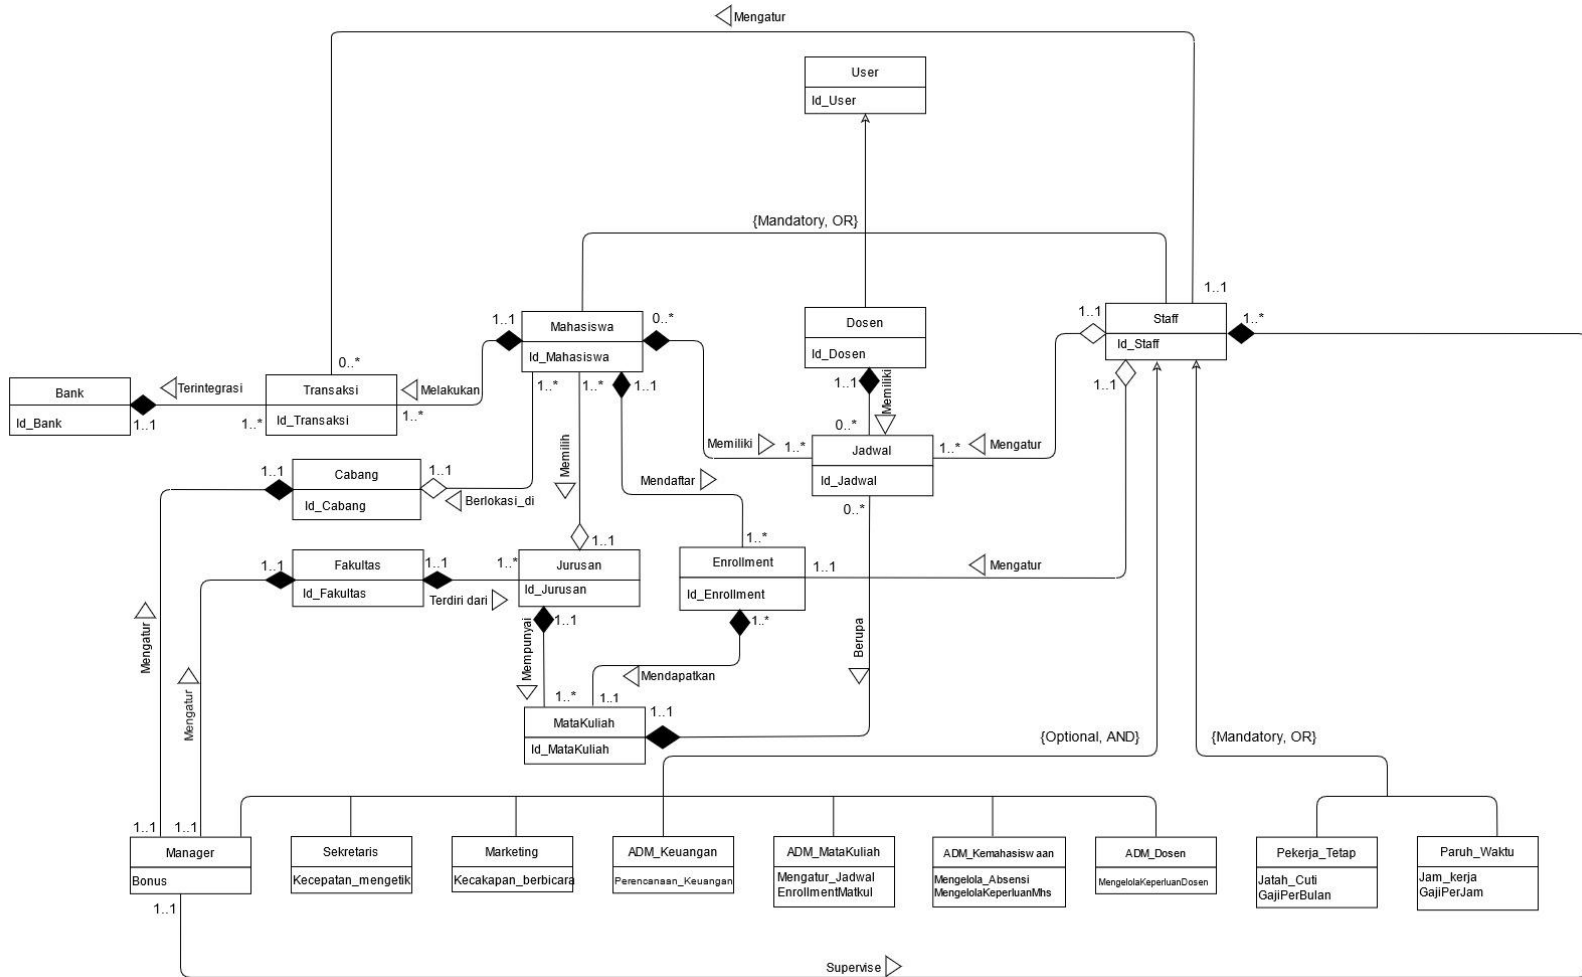 Mengatur
User
Id_User
{Mandatory, OR}
1..1
1..1
Mahasiswa
Id_Mahasiswa
0..*
Dosen
Id_Dosen
1..1
Staff
Id_Staff
1..*
0..*
Bank
Id_Bank
Terintegrasi
1..1
1..*
Transaksi
Id_Transaksi
Melakukan
1..*
1..*
1..*
1..1
1..1
Memiliki
0..*
1..1
Memiliki
1..*
Jadwal
Id_Jadwal
1..*
Mengatur
0..*
1..1
Cabang
Id_Cabang
1..1
Berlokasi_di
Memilih
Mendaftar
1..1
Fakultas
Id_Fakultas
1..1
Terdiri dari
1..*
Jurusan
Id_Jurusan
1..1
1..*
Enrollment
Id_Enrollment
1..1
Mengatur
Mengatur
Mengatur
Mempunyai
1..1
1..*
Mendapatkan
Berupa
1..*
1..1
MataKuliah
Id_MataKuliah
1..1
{Optional, AND}
{Mandatory, OR}
1..1
1..1
Manager
Bonus
1..1
Sekretaris
Kecepatan_mengetik
Marketing
Kecakapan_berbicara
ADM_Keuangan
Perencanaan_Keuangan
ADM_MataKuliah
Mengatur_Jadwal
EnrollmentMatkul
ADM_Kemahasiswaan
Mengelola_Absensi
MengelolaKeperluanMhs
ADM_Dosen
MengelolaKeperluanDosen
Pekerja_Tetap
Jatah_Cuti
GajiPerBulan
Paruh_Waktu
Jam_kerja
GajiPerJam
Supervise